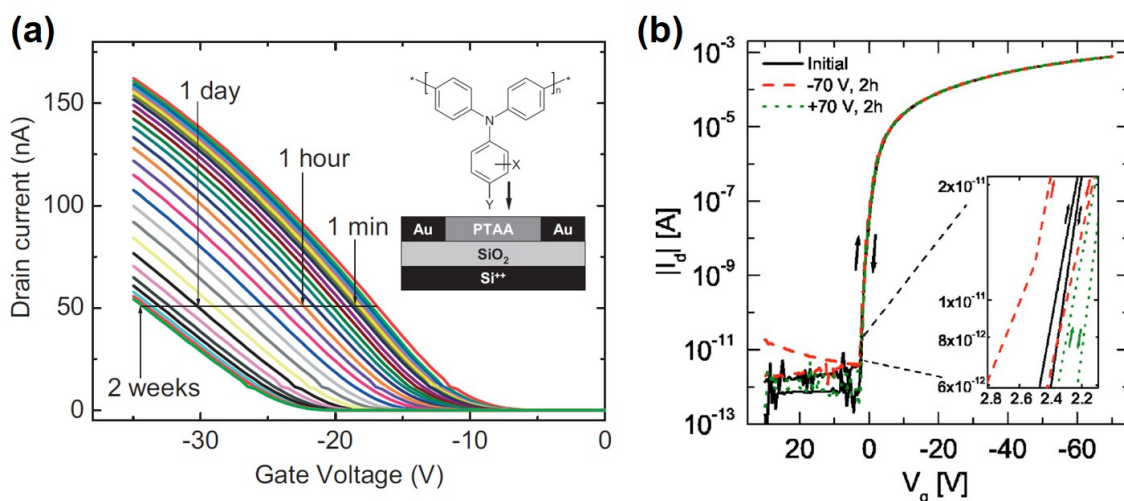 (a)
Drain current (nA)
150
100
50
0
-30
-20
-10
0
Gate Voltage (V)
1 day
1 hour
1 min
2 weeks
*
n
*
N
X
Y
Au
PTAA
Au
SiO2
Si++
(b)
|Id| [A]
10-3
10-5
10-7
10-9
10-11
10-13
20
0
-20
-40
-60
Vg [V]
Initial
-70 V, 2h
+70 V, 2h
2x10-11
1x10-11
8x10-12
6x10-12
2.8
2.6
2.4
2.2